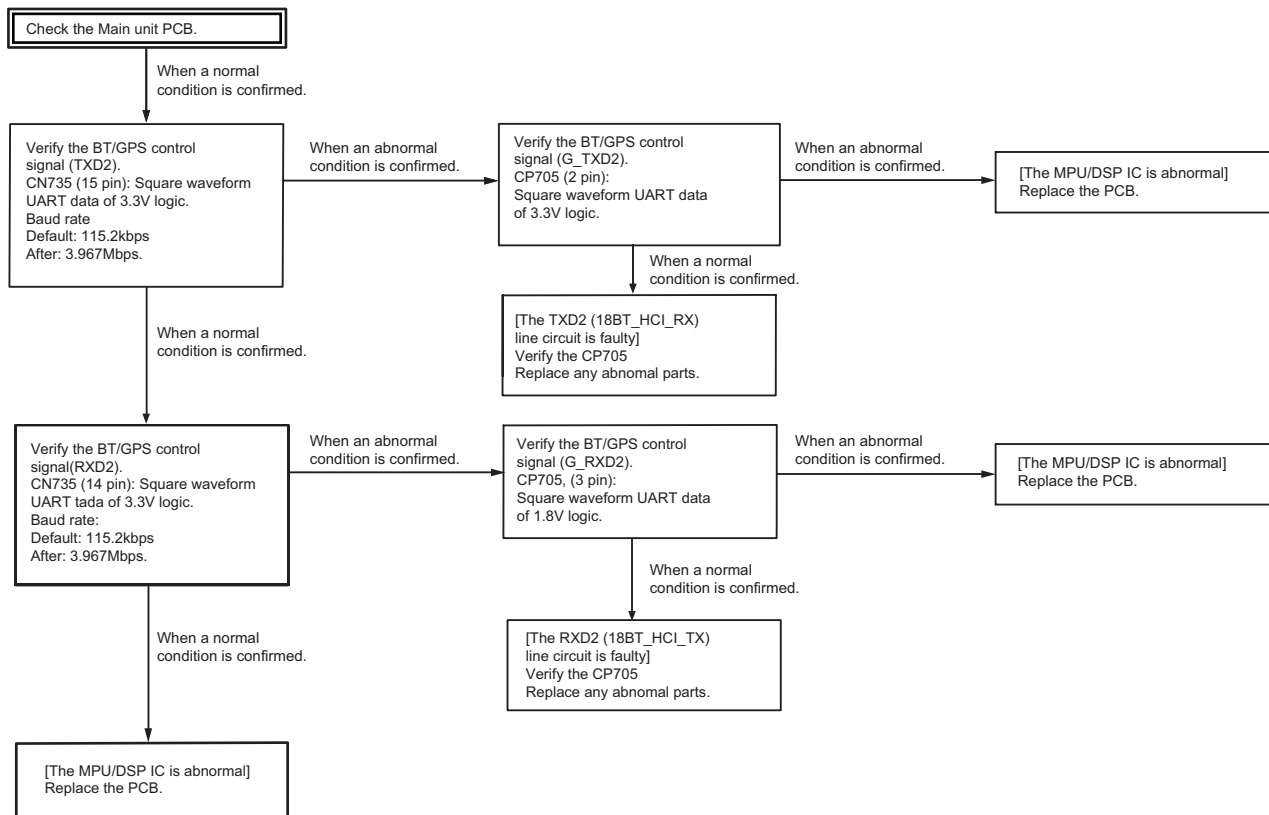 Check the Main unit PCB.
When a normal
condition is confirmed.
Verify the BT/GPS control
signal (TXD2).
CN735 (15 pin): Square waveform
UART data of 3.3V logic.
Baud rate
Default: 115.2kbps
After: 3.967Mbps.
When an abnormal
condition is confirmed.
Verify the BT/GPS control
signal (G_TXD2).
CP705 (2 pin):
Square waveform UART data
of 3.3V logic.
When an abnormal
condition is confirmed.
[The MPU/DSP IC is abnormal]
Replace the PCB.
When a normal
condition is confirmed.
[The TXD2 (18BT_HCI_RX)
line circuit is faulty]
Verify the CP705
Replace any abnomal parts.
When a normal
condition is confirmed.
Verify the BT/GPS control
signal(RXD2).
CN735 (14 pin): Square waveform
UART tada of 3.3V logic.
Baud rate:
Default: 115.2kbps
After: 3.967Mbps.
When an abnormal
condition is confirmed.
Verify the BT/GPS control
signal (G_RXD2).
CP705, (3 pin):
Square waveform UART data
of 1.8V logic.
When an abnormal
condition is confirmed.
[The MPU/DSP IC is abnormal]
Replace the PCB.
When a normal
condition is confirmed.
[The RXD2 (18BT_HCI_TX)
line circuit is faulty]
Verify the CP705
Replace any abnomal parts.
When a normal
condition is confirmed.
[The MPU/DSP IC is abnormal]
Replace the PCB.